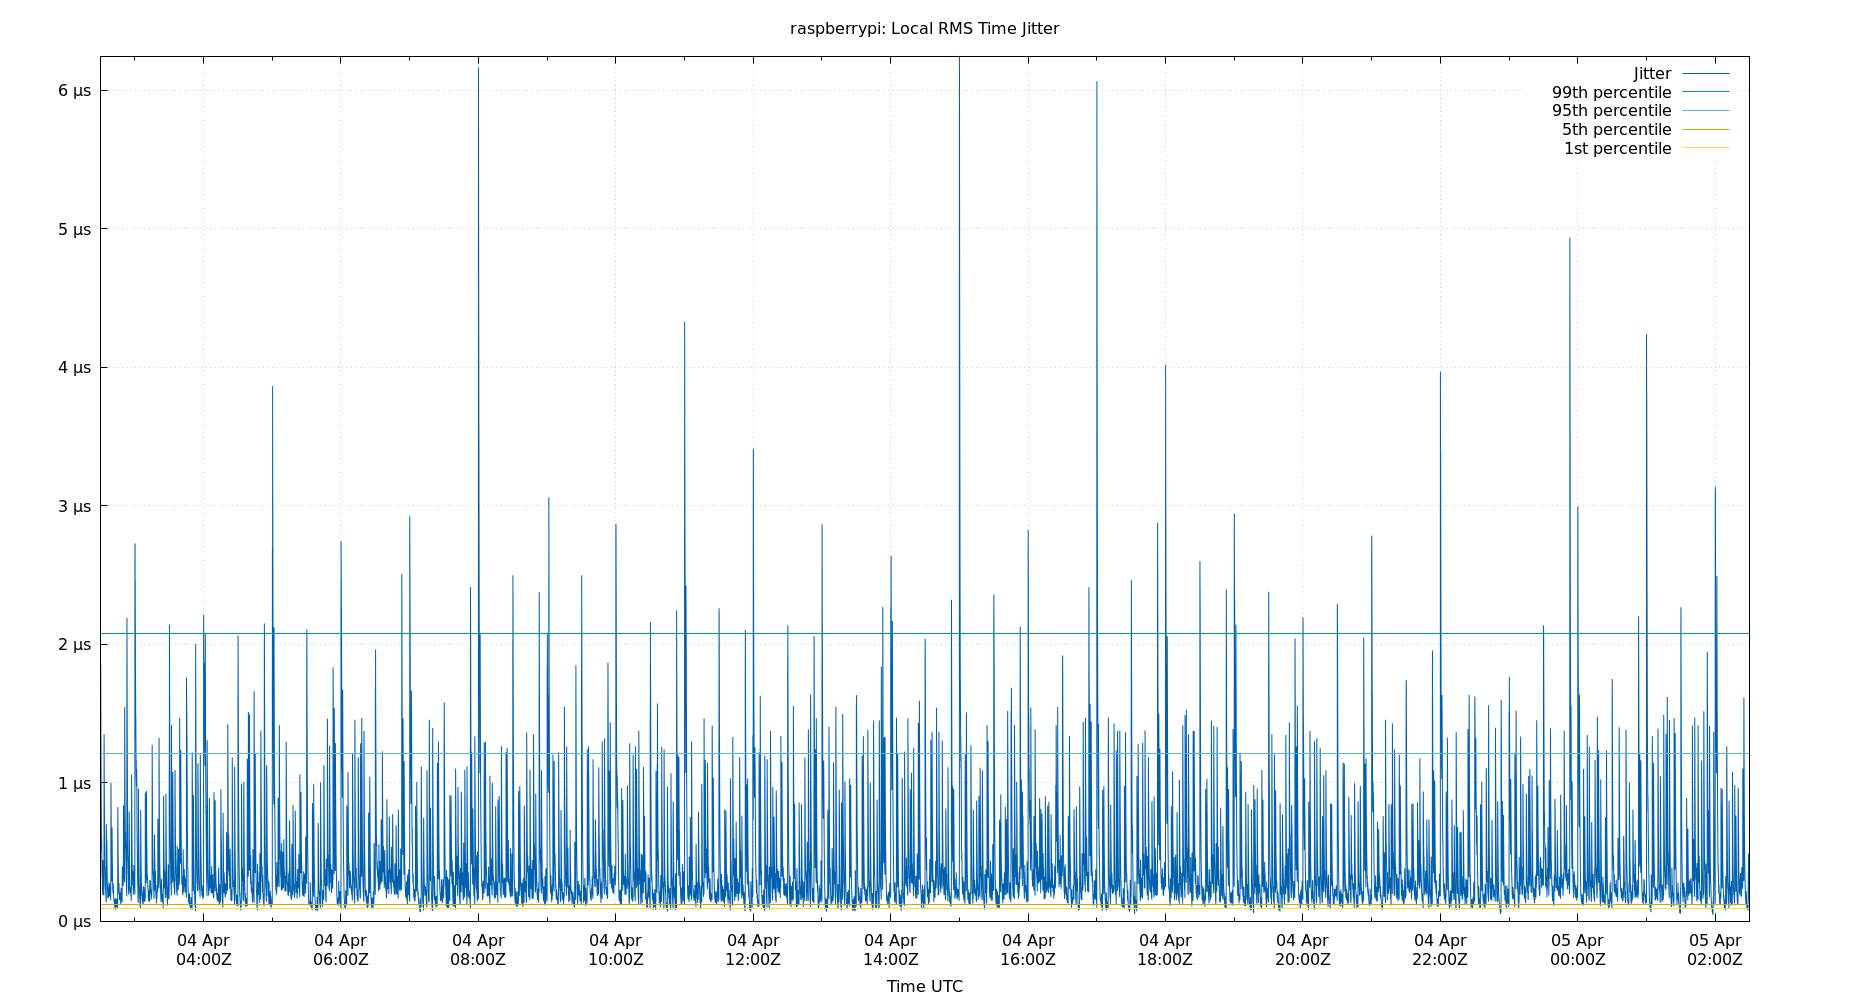 raspberrypi: Local RMS Time Jitter
Jitter
99th percentile
95th percentile
5th percentile
1st percentile
6 µs
5 µs
4 µs
3 µs
2 µs
1 µs
0 µs
04 Apr 04 Apr 04 Apr 04 Apr 04 Apr 04 Apr 04 Apr 04 Apr 04 Apr 04 Apr 05 Apr 05 Apr
04:00Z 06:00Z 08:00Z 10:00Z 12:00Z 14:00Z 16:00Z 18:00Z 20:00Z 22:00Z 00:00Z 02:00Z
Time UTC